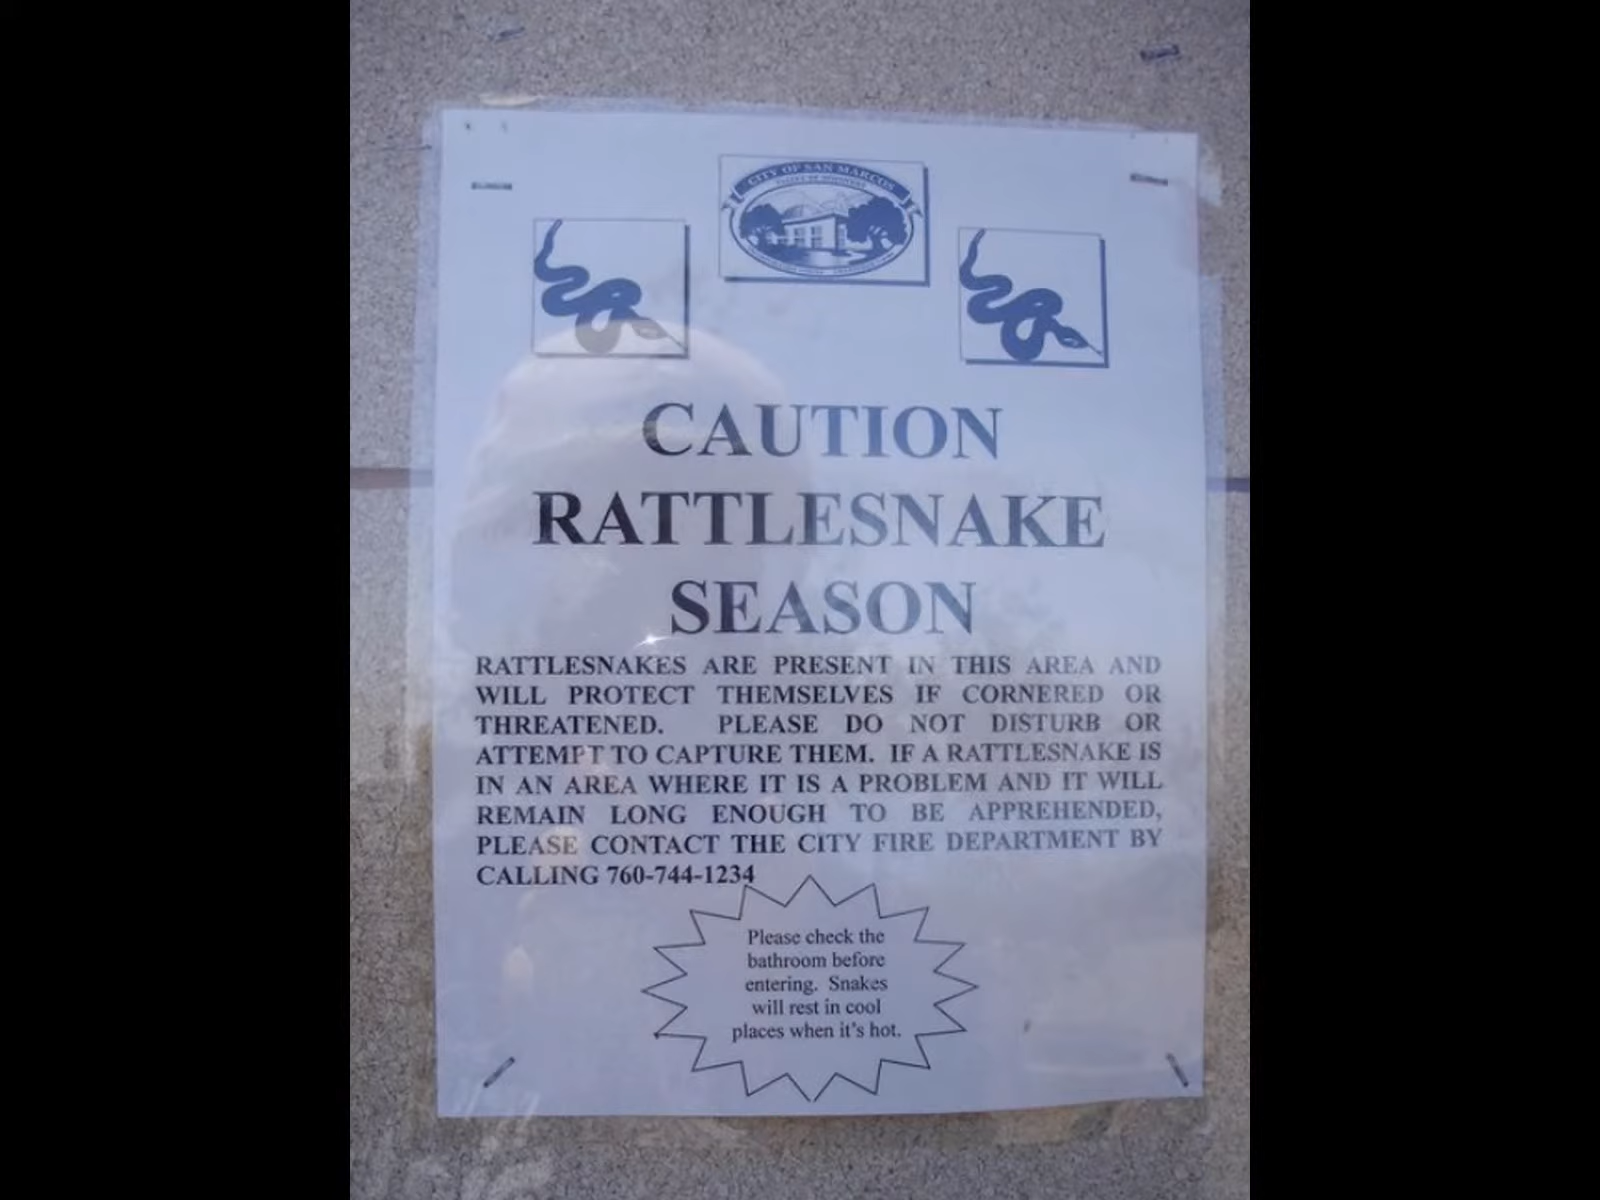 CITY OF SAN MARCOS
CAUTION
RATTLESNAKE
SEASON
RATTLESNAKES ARE PRESENT IN THIS AREA AND
WILL PROTECT THEMSELVES IF CORNERED OR
THREATENED. PLEASE DO NOT DISTURB OR
ATTEMPT TO CAPTURE THEM. IF A RATTLESNAKE IS
IN AN AREA WHERE IT IS A PROBLEM AND IT WILL
REMAIN LONG ENOUGH TO BE APPREHENDED,
PLEASE CONTACT THE CITY FIRE DEPARTMENT BY
CALLING 760-744-1234
Please check the
bathroom before
entering. Snakes
will rest in cool
places when it's hot.